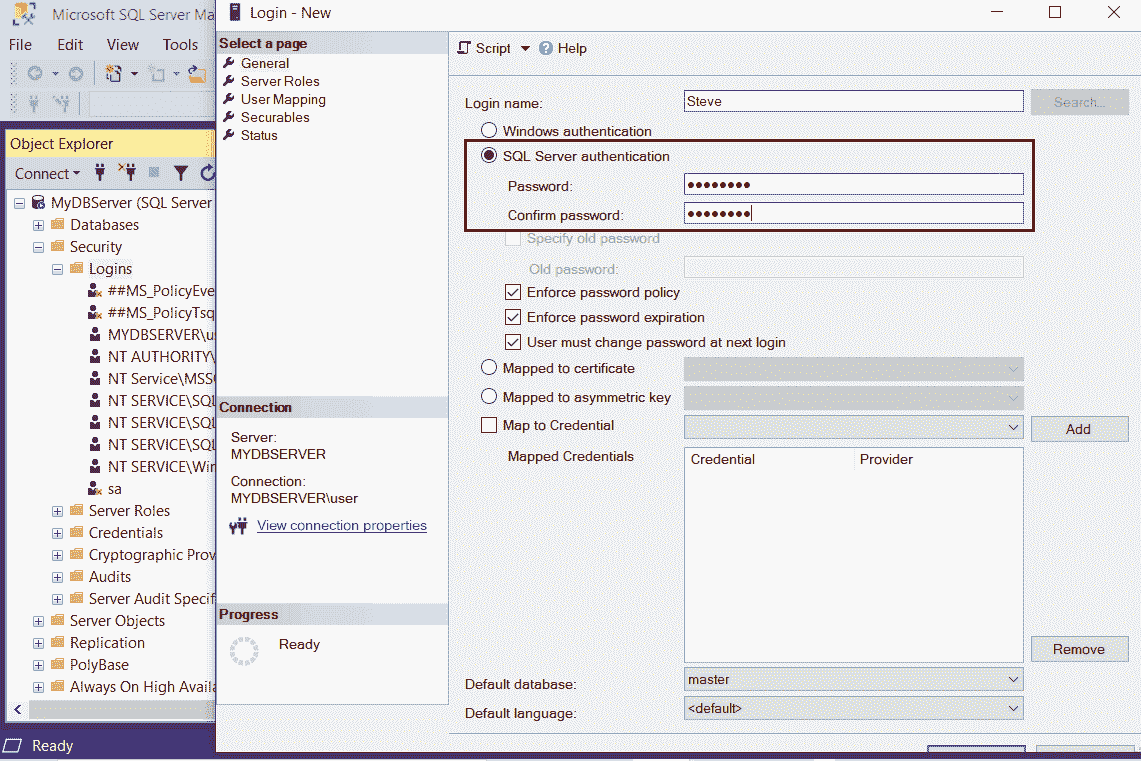 Microsoft SQL Server Ma
File Edit View Tools
Object Explorer
Connect
MyDBServer (SQL Server
Databases
Security
Logins
##MS_PolicyEve
##MS_PolicyTsq
MYDBSERVER\u
NT AUTHORITY\
NT Service\MSS
NT SERVICE\SQL
NT SERVICE\SQL
NT SERVICE\SQL
NT SERVICE\Win
sa
Server Roles
Credentials
Cryptographic Prov
Audits
Server Audit Specif
Server Objects
Replication
PolyBase
Always On High Availa
Ready
Login - New
Select a page
General
Server Roles
User Mapping
Securables
Status
Connection
Server:
MYDBSERVER
Connection:
MYDBSERVER\user
View connection properties
Progress
Ready
Script Help
Login name: Steve Search...
Windows authentication
SQL Server authentication
Password: ●●●●●●●●
Confirm password: ●●●●●●●●
Specify old password
Old password:
Enforce password policy
Enforce password expiration
User must change password at next login
Mapped to certificate
Mapped to asymmetric key
Map to Credential Add
Mapped Credentials Credential Provider
Remove
Default database: master
Default language: <default>